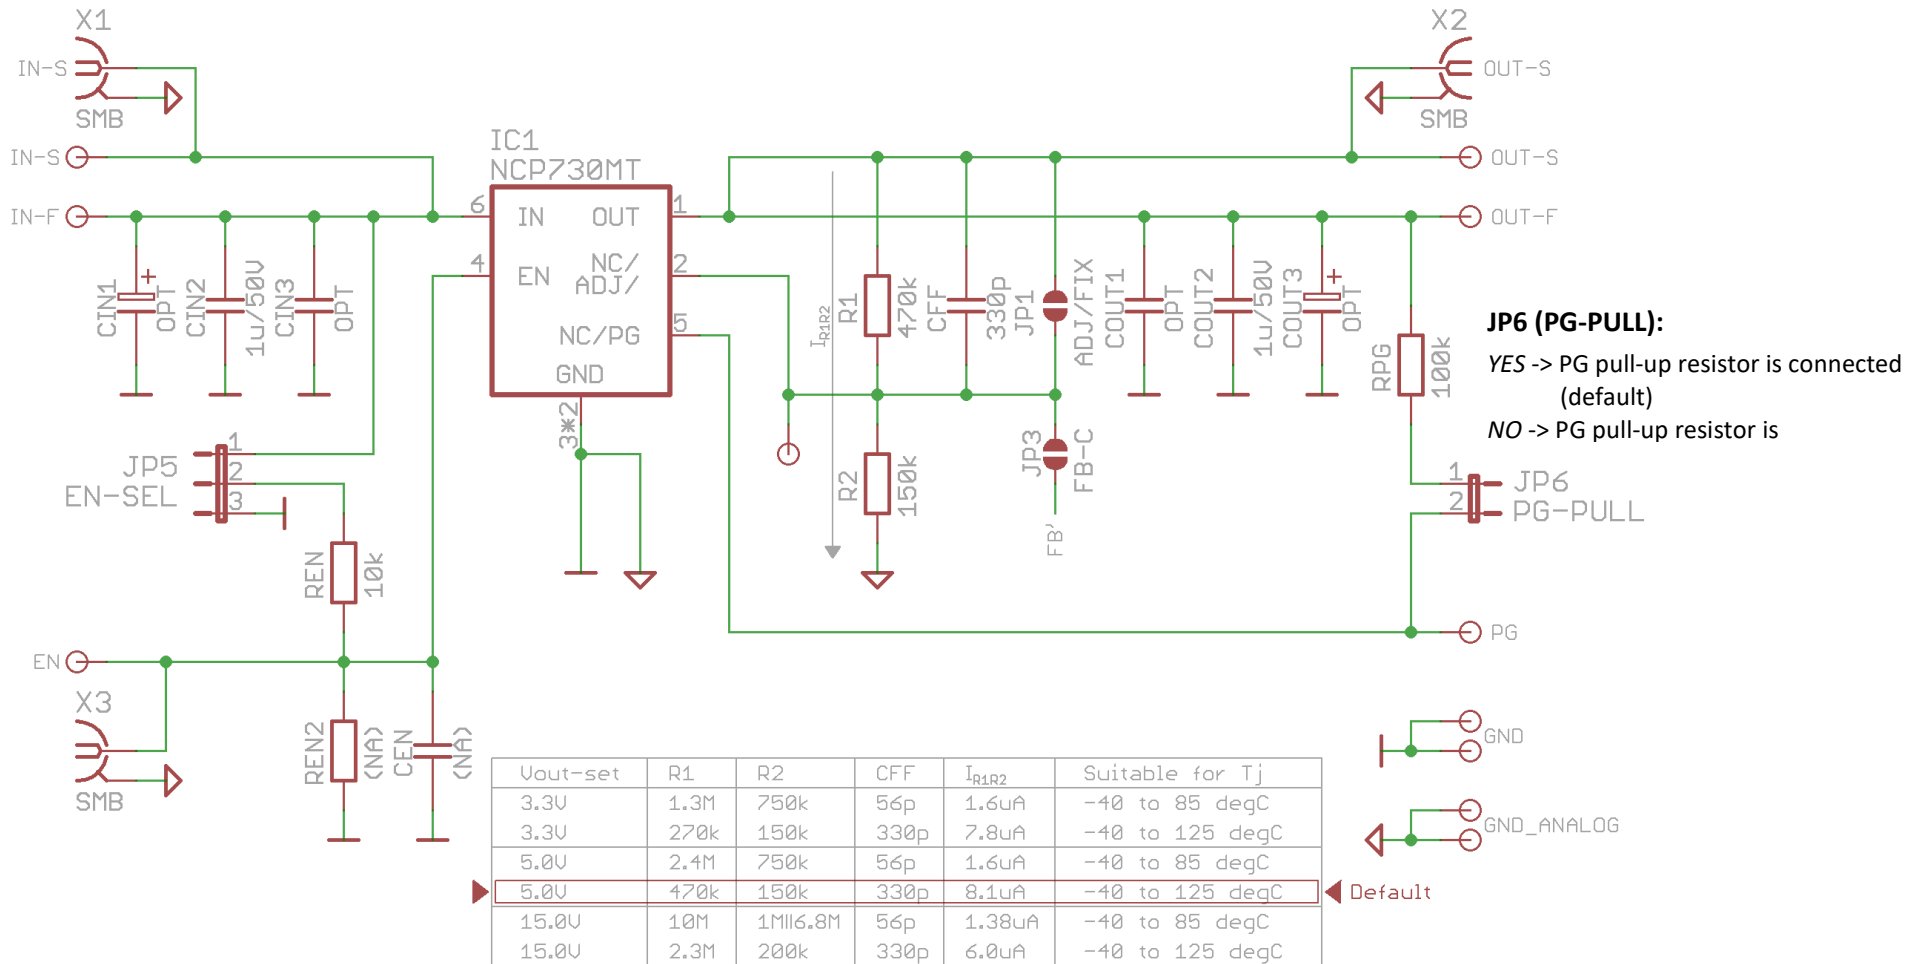 X1
IN-S
SMB
X2
OUT-S
SMB
IN-S
IN-F
IC1
NCP730MT
6
IN
OUT
1
4
EN
NC/
ADJ/
2
NC/PG
5
GND
3*2
OUT-S
OUT-F
CIN1
OPT
CIN2
1u/50V
CIN3
OPT
I_R1R2
R1
470k
CFF
330p
JP1
ADJ/FIX
COUT1
OPT
COUT2
1u/50V
COUT3
OPT
RPG
100k
JP6 (PG-PULL):
YES -> PG pull-up resistor is connected
(default)
NO -> PG pull-up resistor is
JP5
EN-SEL
1
2
3
R2
150k
JP3
FB-C
FB'
1
2
JP6
PG-PULL
REN
10k
EN
X3
SMB
REN2
(NA)
CEN
(NA)
PG
GND
GND_ANALOG
Vout-set R1 R2 CFF I_R1R2 Suitable for Tj
3.3V 1.3M 750k 56p 1.6uA -40 to 85 degC
3.3V 270k 150k 330p 7.8uA -40 to 125 degC
5.0V 2.4M 750k 56p 1.6uA -40 to 85 degC
5.0V 470k 150k 330p 8.1uA -40 to 125 degC Default
15.0V 10M 1M||6.8M 56p 1.38uA -40 to 85 degC
15.0V 2.3M 200k 330p 6.0uA -40 to 125 degC